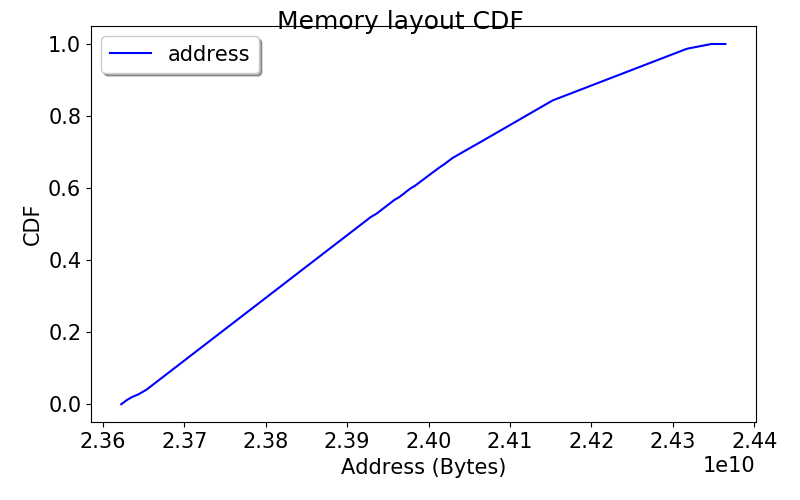 Memory layout CDF
address
CDF
1.0
0.8
0.6
0.4
0.2
0.0
2.36 2.37 2.38 2.39 2.40 2.41 2.42 2.43 2.44
1e10
Address (Bytes)